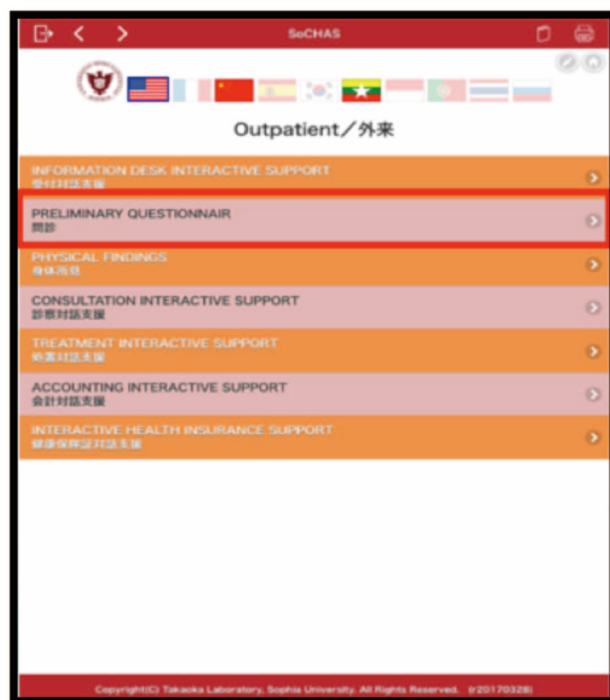 SoCHAS
Outpatient／外来
INFORMATION DESK INTERACTIVE SUPPORT
受付対話支援
PRELIMINARY QUESTIONNAIR
問診
PHYSICAL FINDINGS
身体所見
CONSULTATION INTERACTIVE SUPPORT
診察対話支援
TREATMENT INTERACTIVE SUPPORT
処置対話支援
ACCOUNTING INTERACTIVE SUPPORT
会計対話支援
INTERACTIVE HEALTH INSURANCE SUPPORT
健康保険証対話支援
Copyright(C) Takaoka Laboratory, Sophia University. All Rights Reserved. (r20170328)